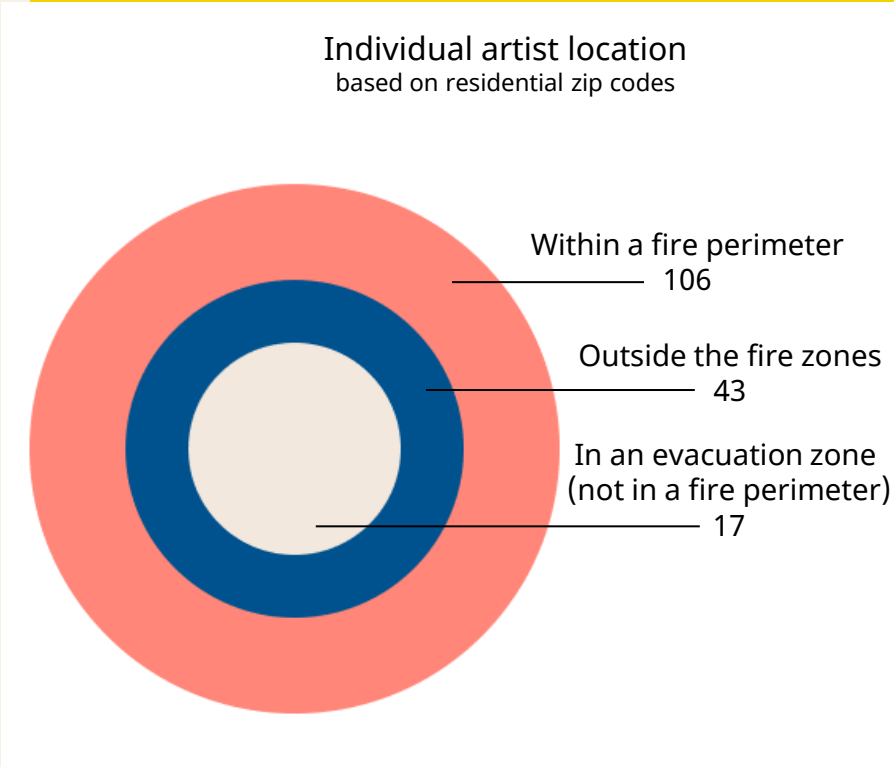 Individual artist location
based on residential zip codes
Within a fire perimeter
106
Outside the fire zones
43
In an evacuation zone
(not in a fire perimeter)
17